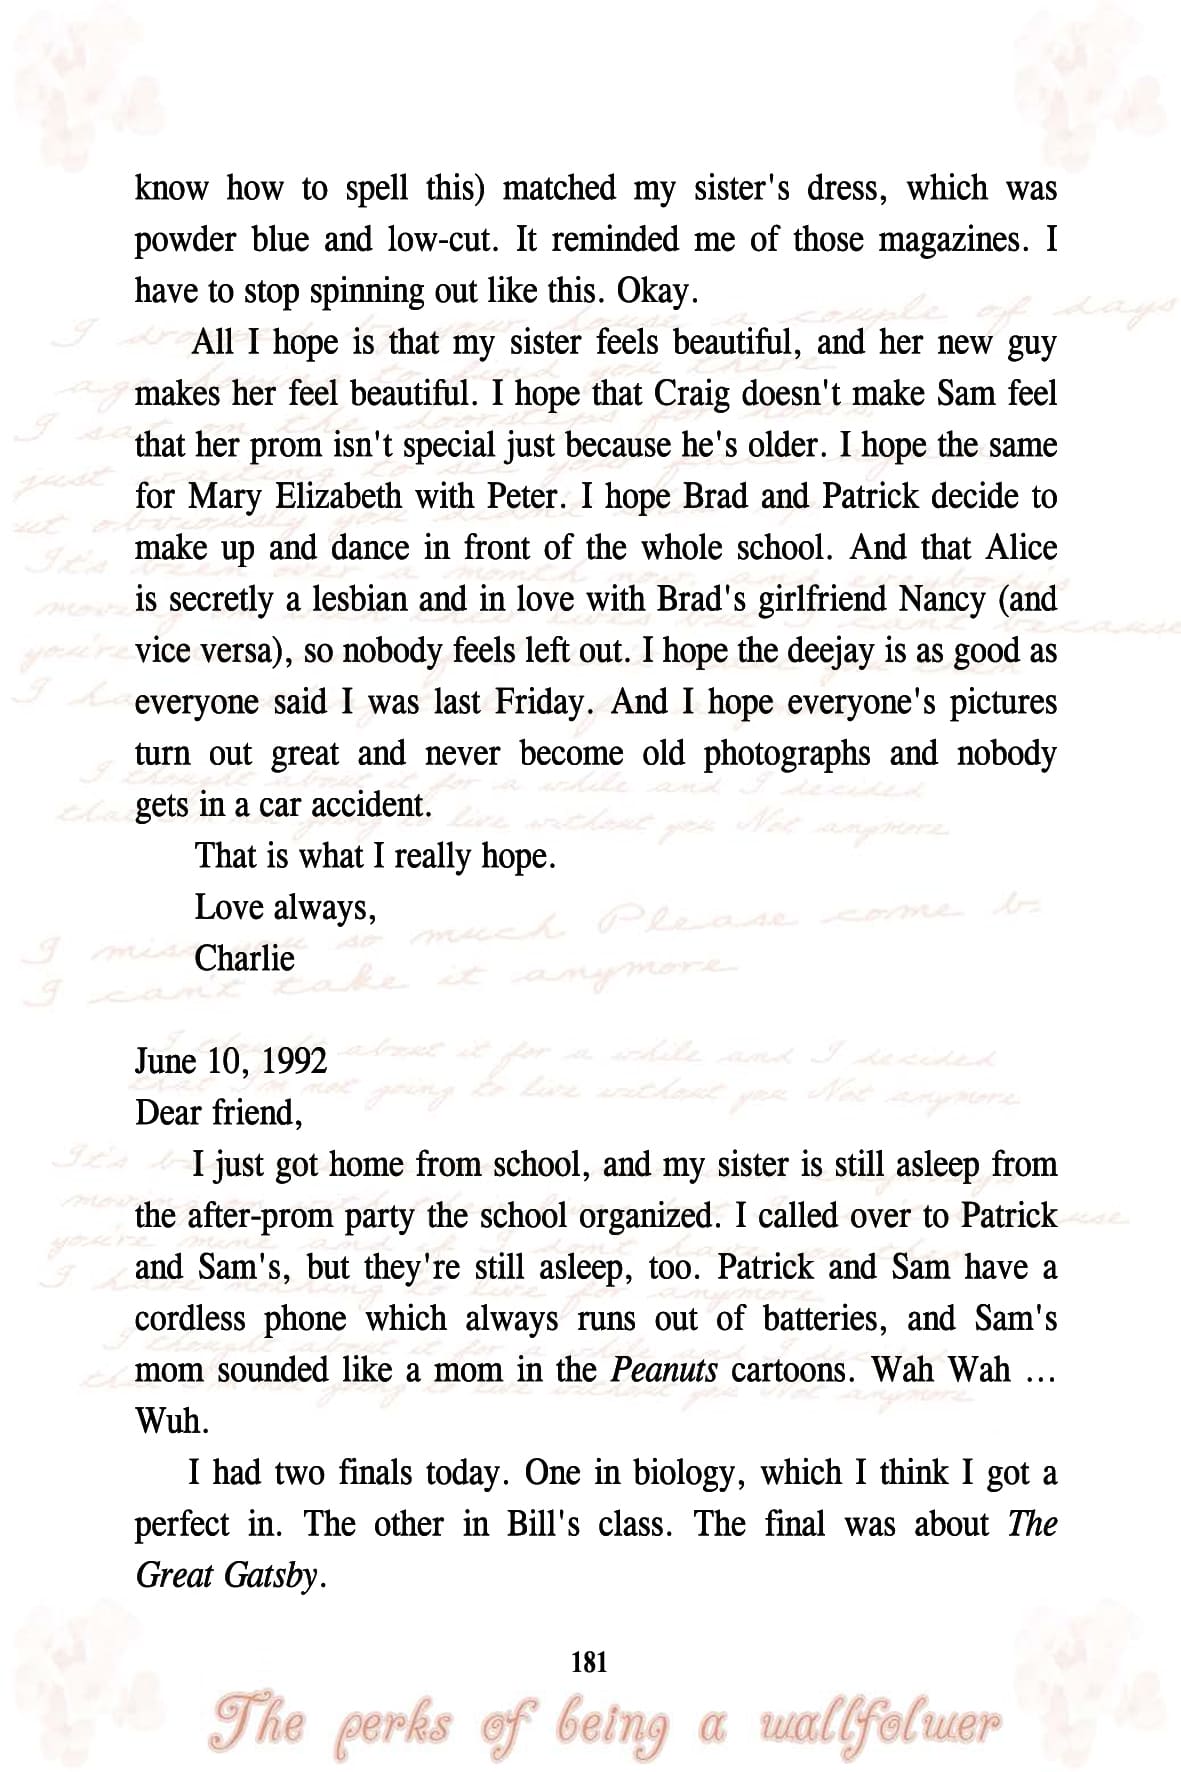 know how to spell this) matched my sister's dress, which was
powder blue and low-cut. It reminded me of those magazines. I
have to stop spinning out like this. Okay.
All I hope is that my sister feels beautiful, and her new guy
makes her feel beautiful. I hope that Craig doesn't make Sam feel
that her prom isn't special just because he's older. I hope the same
for Mary Elizabeth with Peter. I hope Brad and Patrick decide to
make up and dance in front of the whole school. And that Alice
is secretly a lesbian and in love with Brad's girlfriend Nancy (and
vice versa), so nobody feels left out. I hope the deejay is as good as
everyone said I was last Friday. And I hope everyone's pictures
turn out great and never become old photographs and nobody
gets in a car accident.
That is what I really hope.
Love always,
Charlie
June 10, 1992
Dear friend,
I just got home from school, and my sister is still asleep from
the after-prom party the school organized. I called over to Patrick
and Sam's, but they're still asleep, too. Patrick and Sam have a
cordless phone which always runs out of batteries, and Sam's
mom sounded like a mom in the Peanuts cartoons. Wah Wah ...
Wuh.
I had two finals today. One in biology, which I think I got a
perfect in. The other in Bill's class. The final was about The
Great Gatsby.
181
The perks of being a wallfolwer